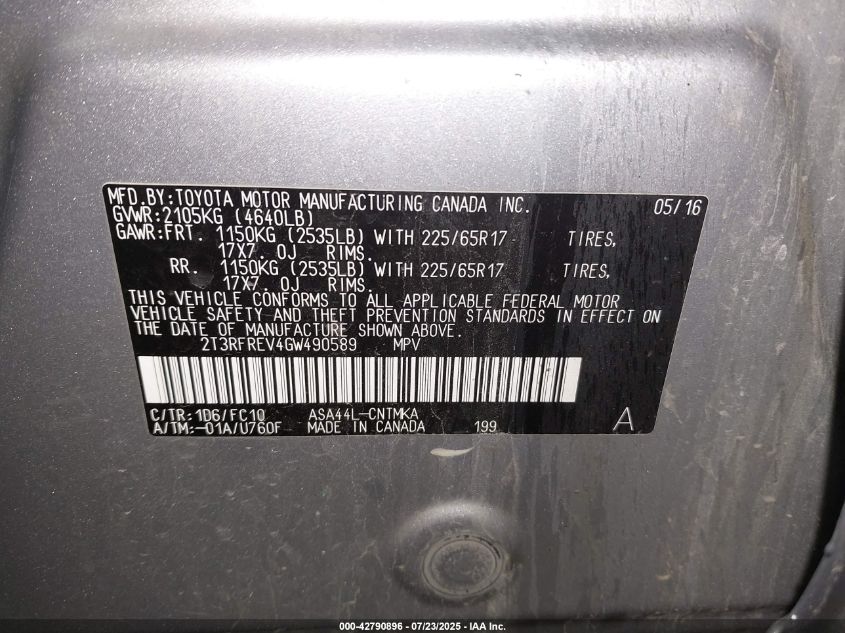 MFD.BY:TOYOTA MOTOR MANUFACTURING CANADA INC. 05/16
GVWR:2105KG (4640LB)
GAWR:FRT. 1150KG (2535LB) WITH 225/65R17 TIRES,
17X7. 0J RIMS.
RR. 1150KG (2535LB) WITH 225/65R17 TIRES,
17X7. 0J RIMS.
THIS VEHICLE CONFORMS TO ALL APPLICABLE FEDERAL MOTOR
VEHICLE SAFETY AND THEFT PREVENTION STANDARDS IN EFFECT ON
THE DATE OF MANUFACTURE SHOWN ABOVE.
2T3RFREV4GW490589 MPV
C/TR:1D6/FC10 ASA44L-CNTMKA
A/TM:-01A/U760F MADE IN CANADA 199 A
000-42790896 - 07/23/2025 - IAA Inc.